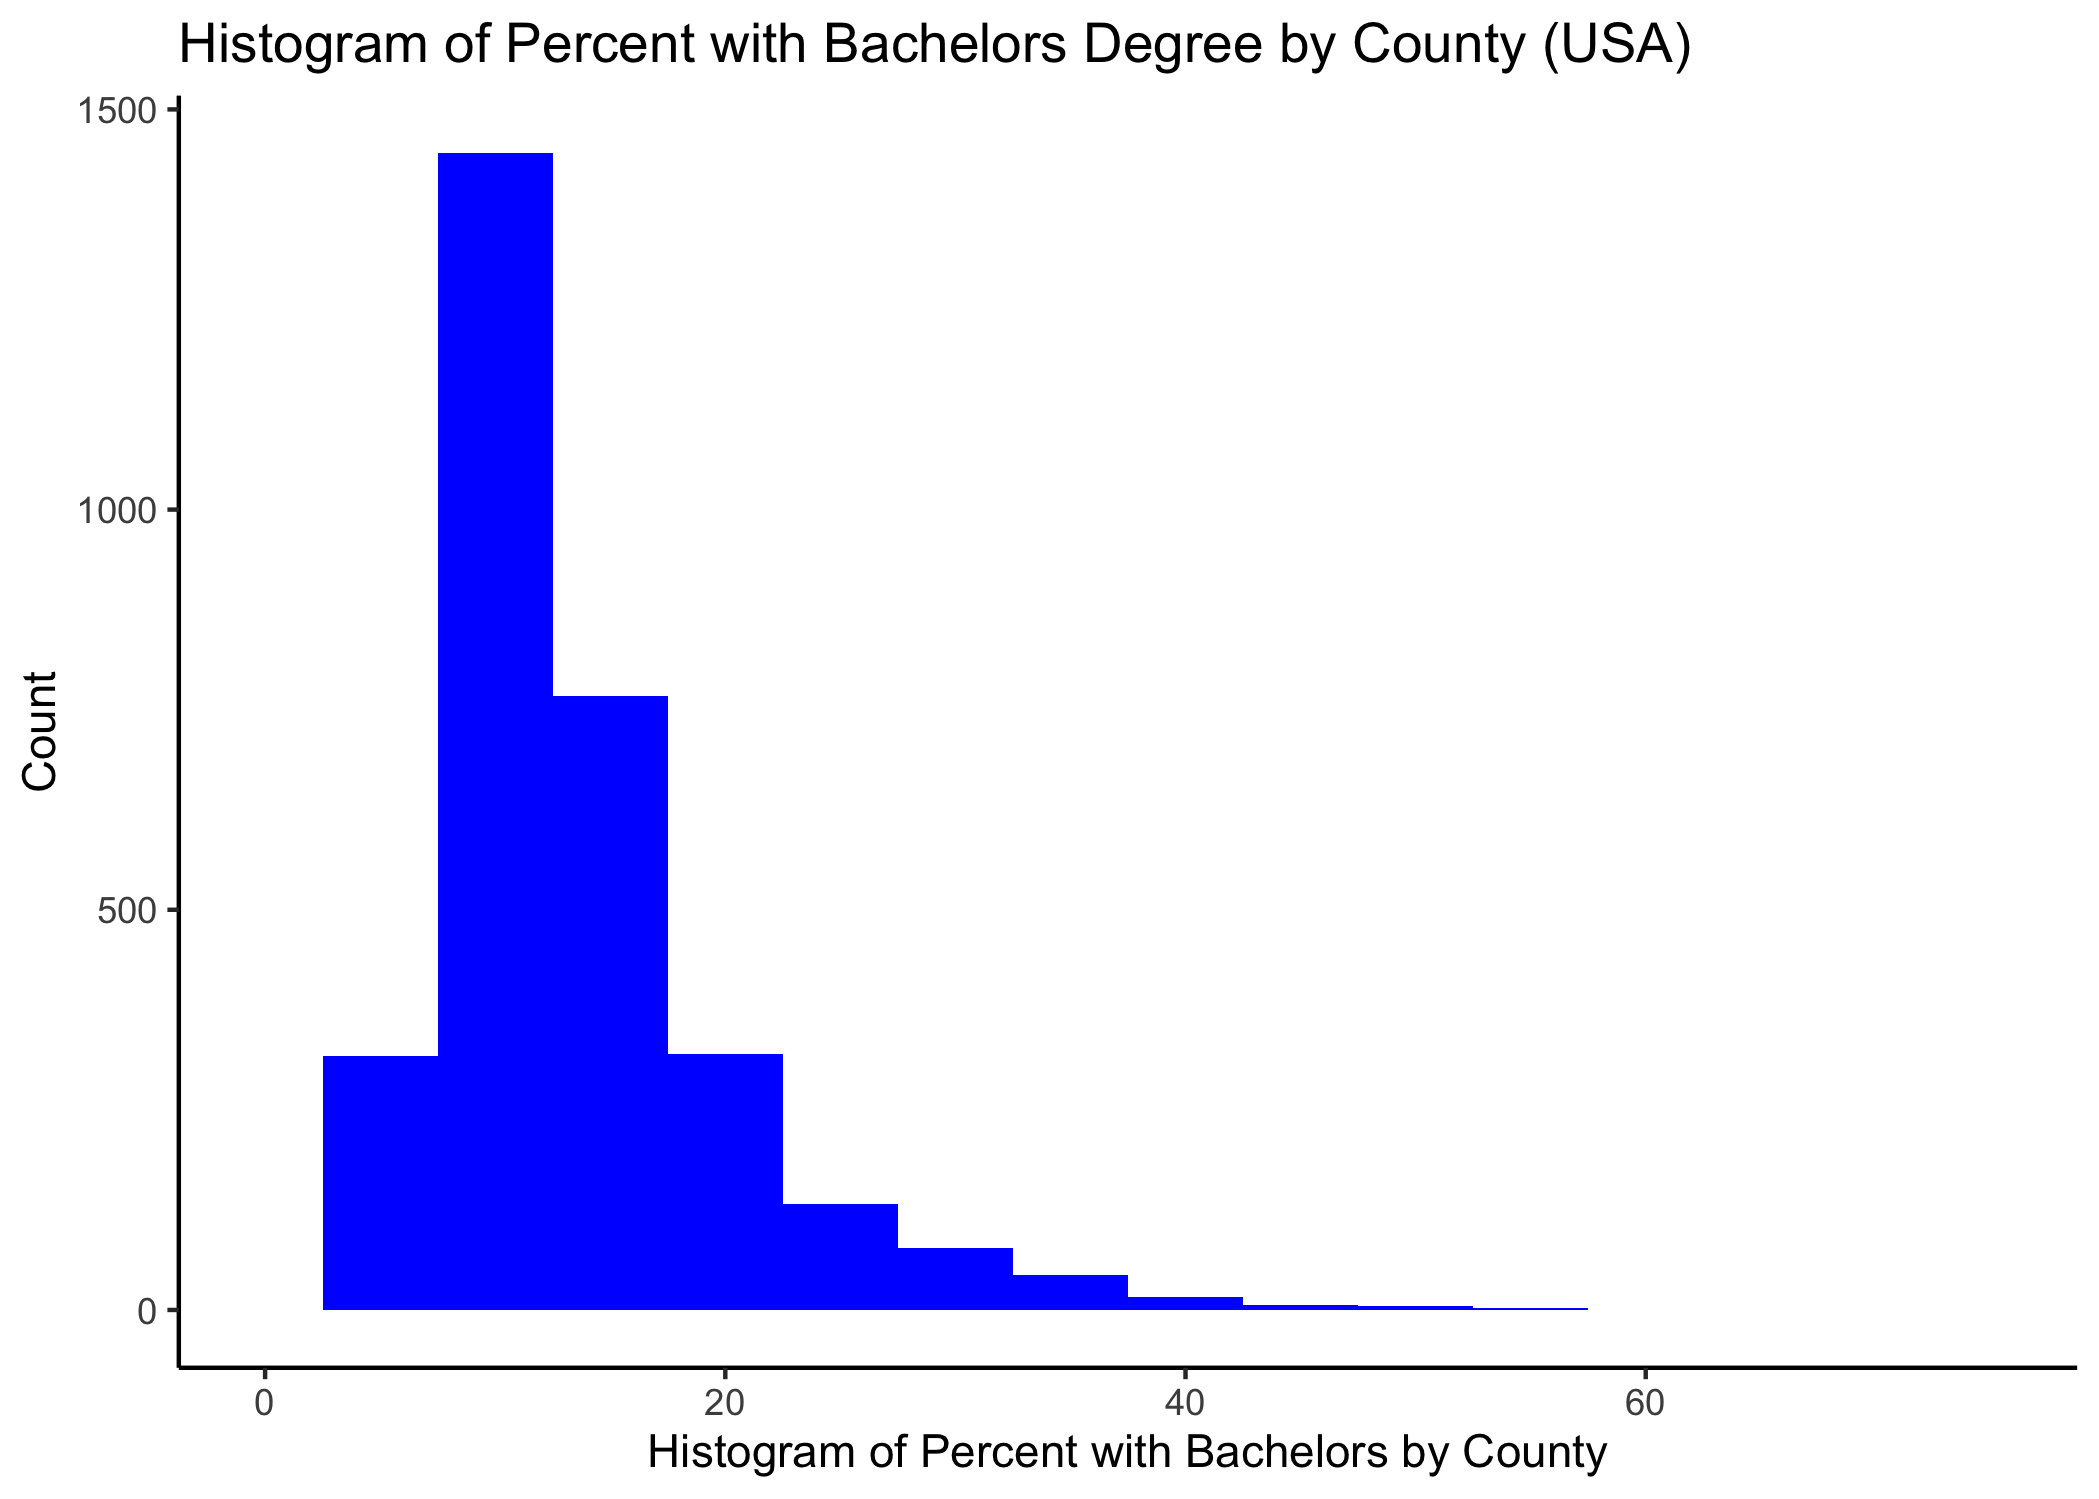 Histogram of Percent with Bachelors Degree by County (USA)
1500
1000
500
0
Count
0 20 40 60
Histogram of Percent with Bachelors by County